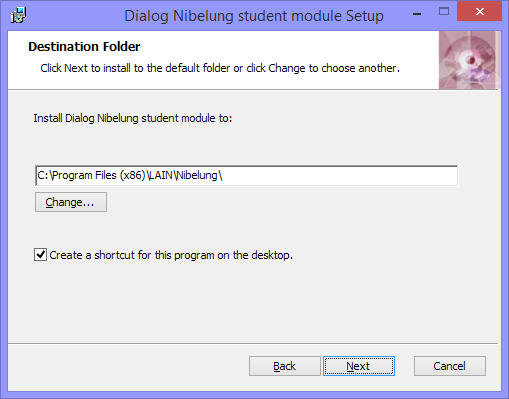 Dialog Nibelung student module Setup
Destination Folder
Click Next to install to the default folder or click Change to choose another.
Install Dialog Nibelung student module to:
C:\Program Files (x86)\LAIN\Nibelung\
Change...
Create a shortcut for this program on the desktop.
Back Next Cancel